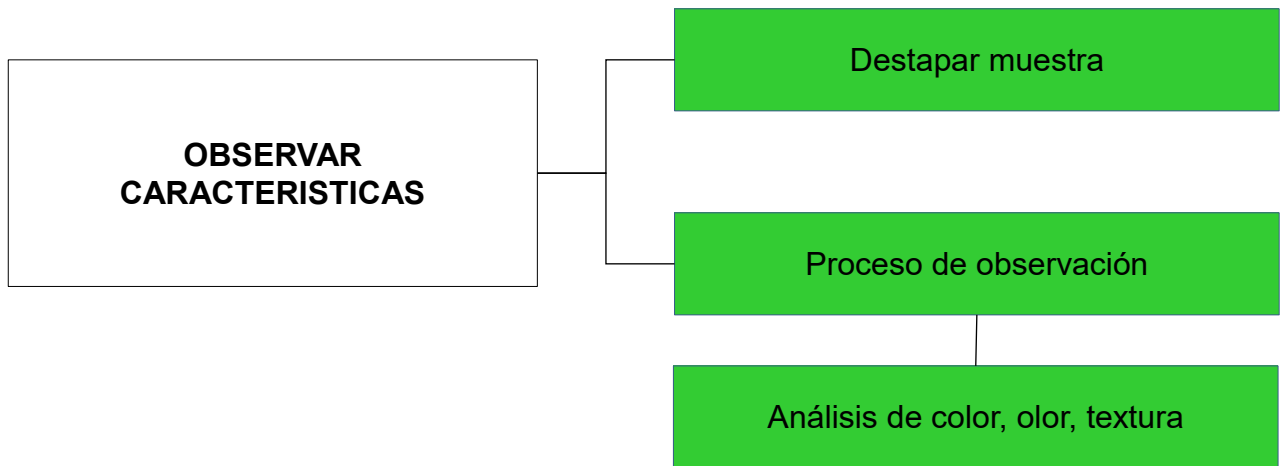 Destapar muestra
OBSERVAR
CARACTERISTICAS
Proceso de observación
Análisis de color, olor, textura